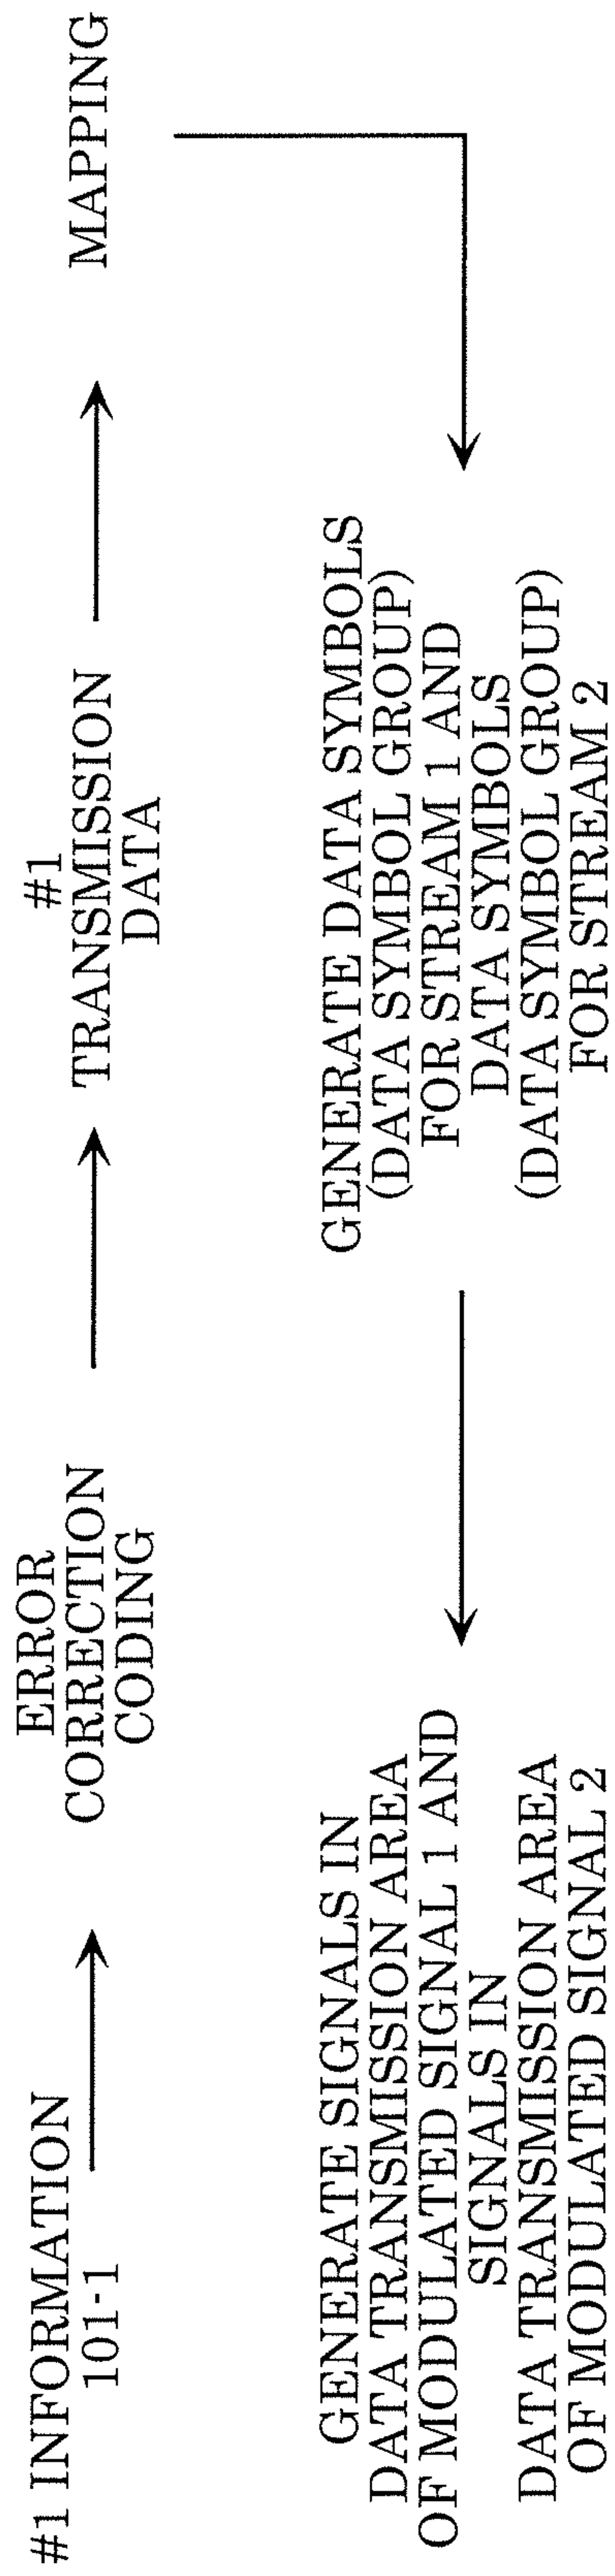 #1 INFORMATION
101-1
ERROR
CORRECTION
CODING
#1
TRANSMISSION
DATA
MAPPING
GENERATE DATA SYMBOLS
(DATA SYMBOL GROUP)
FOR STREAM 1 AND
DATA SYMBOLS
(DATA SYMBOL GROUP)
FOR STREAM 2
GENERATE SIGNALS IN
DATA TRANSMISSION AREA
OF MODULATED SIGNAL 1 AND
SIGNALS IN
DATA TRANSMISSION AREA
OF MODULATED SIGNAL 2